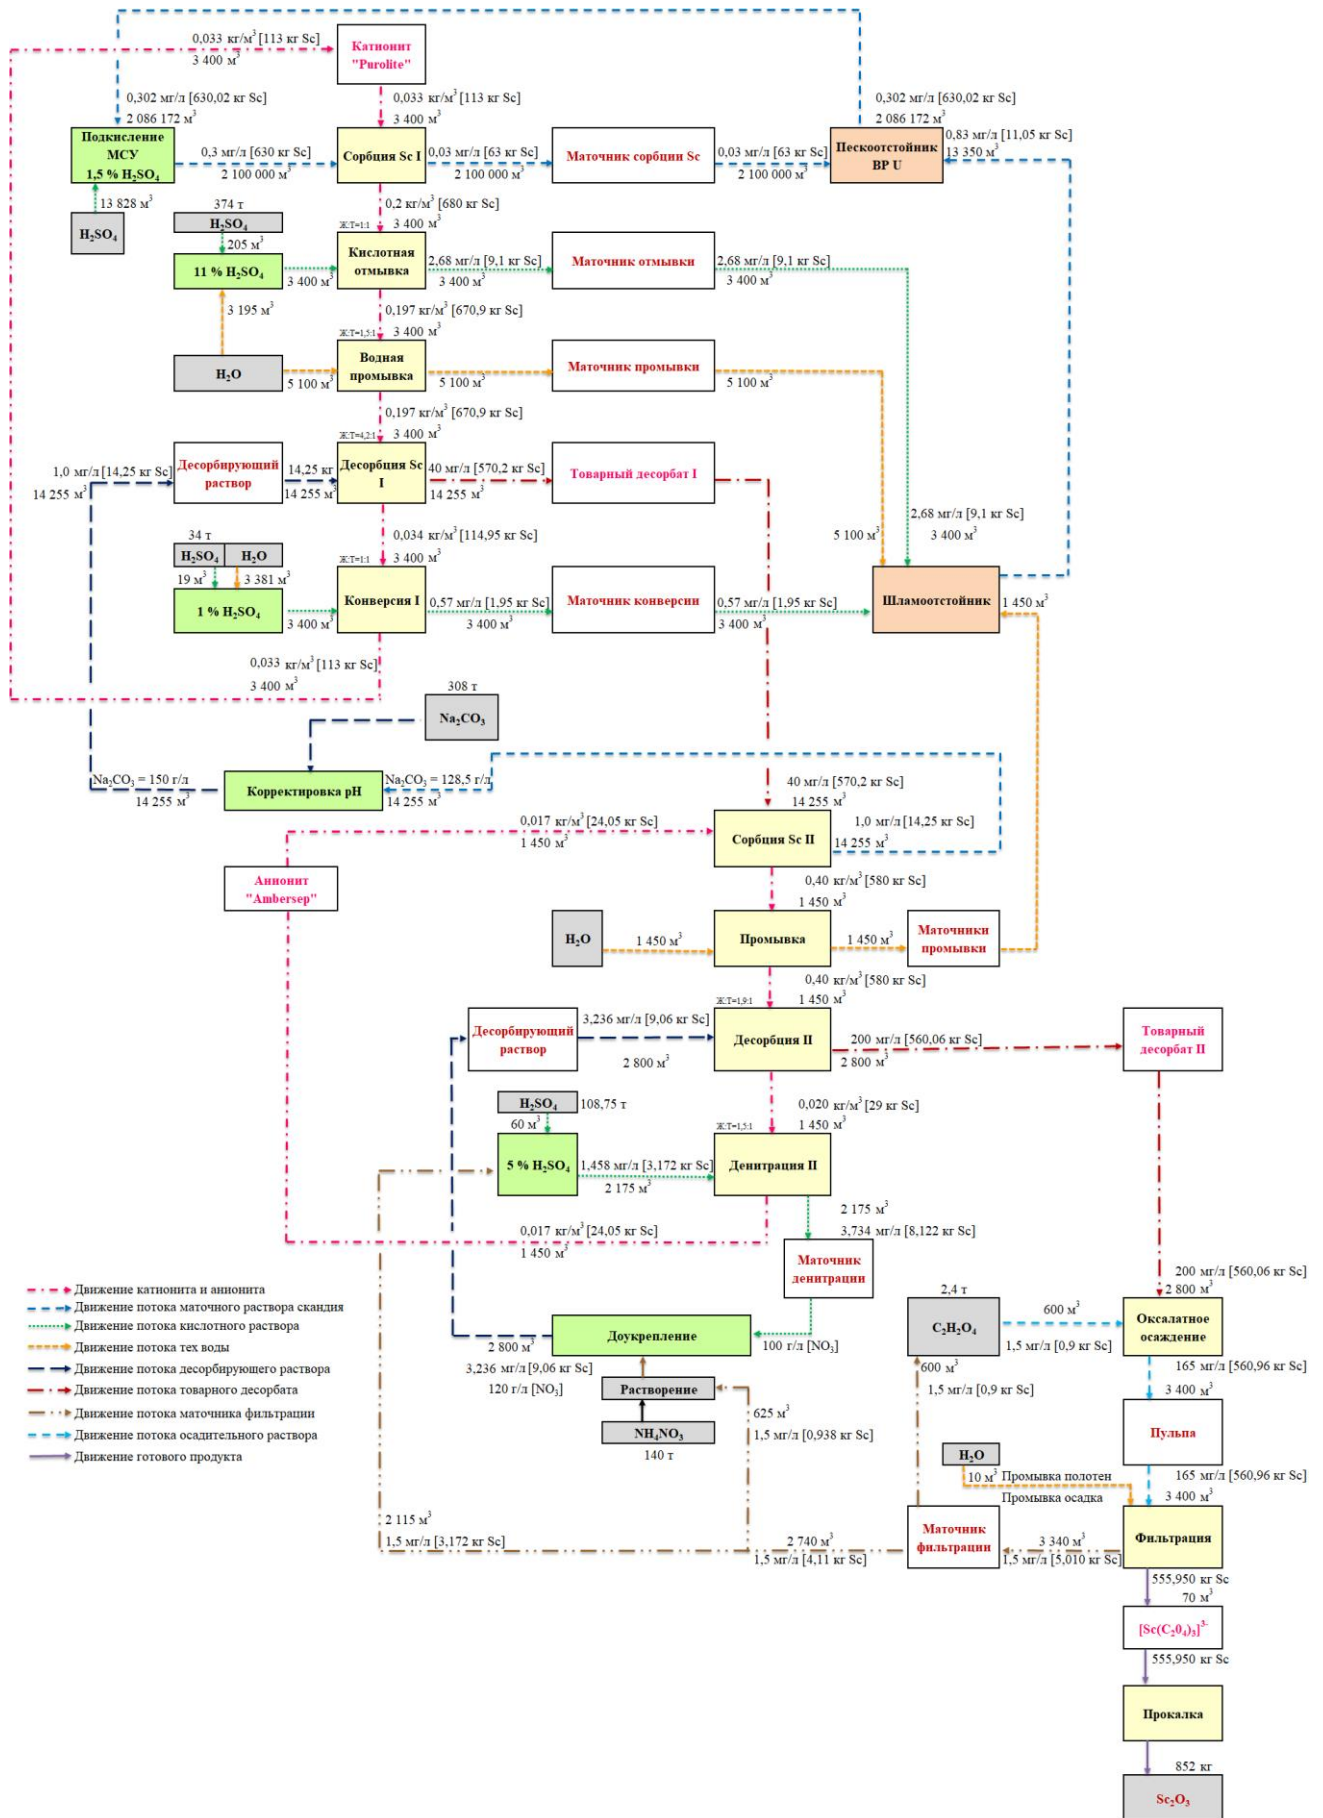 0,033 кг/м³ [113 кг Sc]
3 400 м³
Катионит
"Purolite"
0,302 мг/л [630,02 кг Sc]
2 086 172 м³
0,033 кг/м³ [113 кг Sc]
3 400 м³
0,302 мг/л [630,02 кг Sc]
2 086 172 м³
0,83 мг/л [11,05 кг Sc]
13 350 м³
Подкисление
МСУ
1,5 % H₂SO₄
0,3 мг/л [630 кг Sc]
2 100 000 м³
Сорбция Sc I
0,03 мг/л [63 кг Sc]
2 100 000 м³
Маточник сорбции Sc
0,03 мг/л [63 кг Sc]
2 100 000 м³
Пескоотстойник
ВР U
13 828 м³
H₂SO₄
374 т
H₂SO₄
205 м³
0,2 кг/м³ [680 кг Sc]
Ж:Т=1:1
3 400 м³
11 % H₂SO₄
3 400 м³
Кислотная
отмывка
2,68 мг/л [9,1 кг Sc]
3 400 м³
Маточник отмывки
2,68 мг/л [9,1 кг Sc]
3 400 м³
3 195 м³
0,197 кг/м³ [670,9 кг Sc]
Ж:Т=1,5:1
3 400 м³
H₂O
5 100 м³
Водная
промывка
5 100 м³
Маточник промывки
5 100 м³
0,197 кг/м³ [670,9 кг Sc]
Ж:Т=4,2:1
3 400 м³
1,0 мг/л [14,25 кг Sc]
14 255 м³
Десорбирующий
раствор
14,25 кг
14 255 м³
Десорбция Sc
I
40 мг/л [570,2 кг Sc]
14 255 м³
Товарный десорбат I
2,68 мг/л [9,1 кг Sc]
3 400 м³
5 100 м³
34 т
H₂SO₄
H₂O
19 м³
3 381 м³
0,034 кг/м³ [114,95 кг Sc]
Ж:Т=1:1
3 400 м³
1 % H₂SO₄
3 400 м³
Конверсия I
0,57 мг/л [1,95 кг Sc]
3 400 м³
Маточник конверсии
0,57 мг/л [1,95 кг Sc]
3 400 м³
Шламоотстойник
1 450 м³
0,033 кг/м³ [113 кг Sc]
3 400 м³
308 т
Na₂CO₃
Na₂CO₃ = 150 г/л
14 255 м³
Корректировка pH
Na₂CO₃ = 128,5 г/л
14 255 м³
40 мг/л [570,2 кг Sc]
14 255 м³
0,017 кг/м³ [24,05 кг Sc]
1 450 м³
Сорбция Sc II
1,0 мг/л [14,25 кг Sc]
14 255 м³
Анионит
"Ambersep"
0,40 кг/м³ [580 кг Sc]
1 450 м³
H₂O
1 450 м³
Промывка
1 450 м³
Маточники
промывки
0,40 кг/м³ [580 кг Sc]
Ж:Т=1,9:1
1 450 м³
Десорбирующий
раствор
3,236 мг/л [9,06 кг Sc]
2 800 м³
Десорбция II
200 мг/л [560,06 кг Sc]
2 800 м³
Товарный
десорбат II
H₂SO₄
108,75 т
60 м³
0,020 кг/м³ [29 кг Sc]
Ж:Т=1,5:1
1 450 м³
5 % H₂SO₄
1,458 мг/л [3,172 кг Sc]
2 175 м³
Денитрация II
2 175 м³
3,734 мг/л [8,122 кг Sc]
0,017 кг/м³ [24,05 кг Sc]
1 450 м³
Маточник
денитрации
200 мг/л [560,06 кг Sc]
2 800 м³
Движение катионита и анионита
Движение потока маточного раствора скандия
Движение потока кислотного раствора
Движение потока тех воды
Движение потока десорбирующего раствора
Движение потока товарного десорбата
Движение потока маточника фильтрации
Движение потока осадительного раствора
Движение готового продукта
2,4 т
C₂H₂O₄
600 м³
1,5 мг/л [0,9 кг Sc]
Оксалатное
осаждение
2 800 м³
Доукрепление
100 г/л [NO₃]
3,236 мг/л [9,06 кг Sc]
120 г/л [NO₃]
600 м³
1,5 мг/л [0,9 кг Sc]
165 мг/л [560,96 кг Sc]
3 400 м³
Растворение
625 м³
1,5 мг/л [0,938 кг Sc]
NH₄NO₃
140 т
Пульпа
H₂O
10 м³
Промывка полотен
Промывка осадка
165 мг/л [560,96 кг Sc]
3 400 м³
2 115 м³
1,5 мг/л [3,172 кг Sc]
2 740 м³
1,5 мг/л [4,11 кг Sc]
Маточник
фильтрации
3 340 м³
1,5 мг/л [5,010 кг Sc]
Фильтрация
555,950 кг Sc
70 м³
[Sc(C₂0₄)₃]³⁻
555,950 кг Sc
Прокалка
852 кг
Sc₂O₃